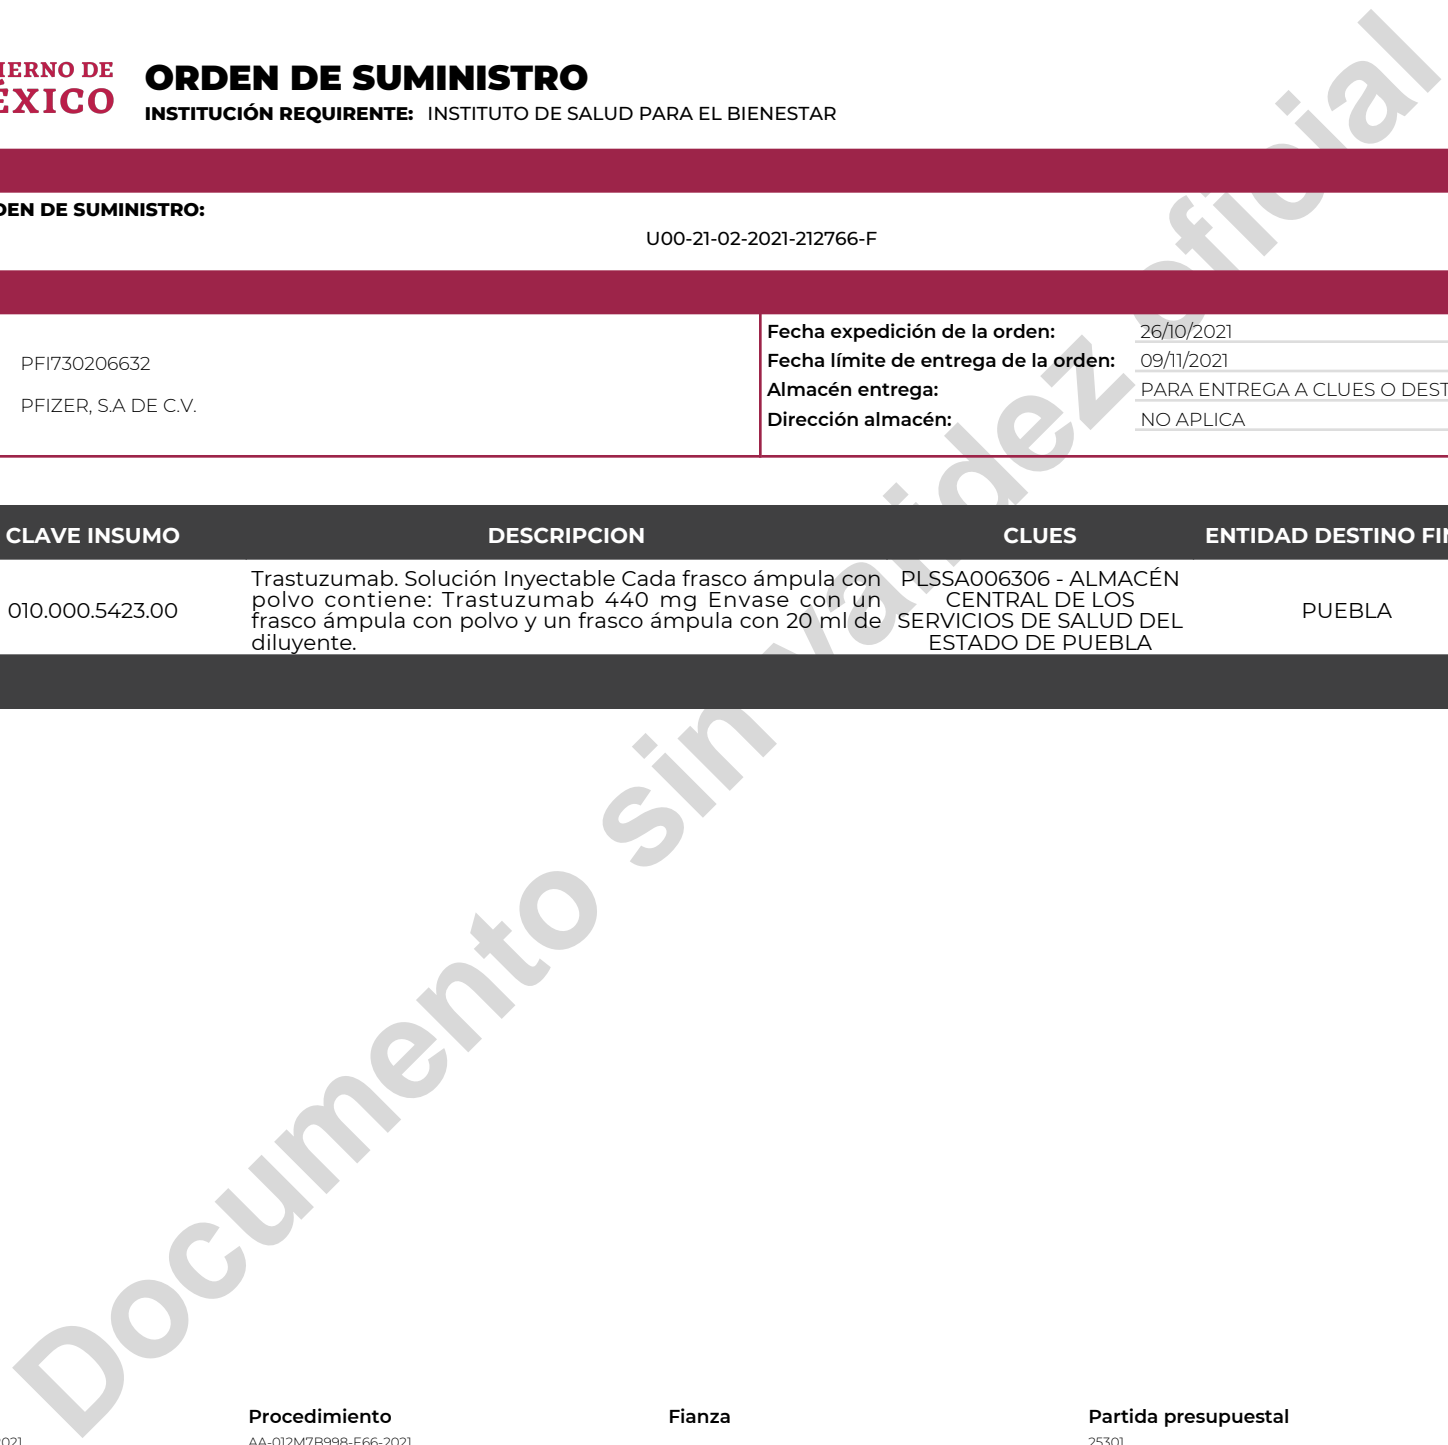 ORDEN DE SUMINISTRO
INSTITUCIÓN REQUIRENTE: INSTITUTO DE SALUD PARA EL BIENESTAR
IERNO DE
ÉXICO
DEN DE SUMINISTRO:
U00-21-02-2021-212766-F
PFI730206632
PFIZER, S.A DE C.V.
Fecha expedición de la orden: 26/10/2021
Fecha límite de entrega de la orden: 09/11/2021
Almacén entrega: PARA ENTREGA A CLUES O DEST
Dirección almacén: NO APLICA
CLAVE INSUMO DESCRIPCION CLUES ENTIDAD DESTINO FIN
010.000.5423.00
Trastuzumab. Solución Inyectable Cada frasco ámpula con
polvo contiene: Trastuzumab 440 mg Envase con un
frasco ámpula con polvo y un frasco ámpula con 20 ml de
diluyente.
PLSSA006306 - ALMACÉN
CENTRAL DE LOS
SERVICIOS DE SALUD DEL
ESTADO DE PUEBLA
PUEBLA
Documento sin validez oficial
Procedimiento Fianza Partida presupuestal
2021 AA-012M7B998-E66-2021 25301